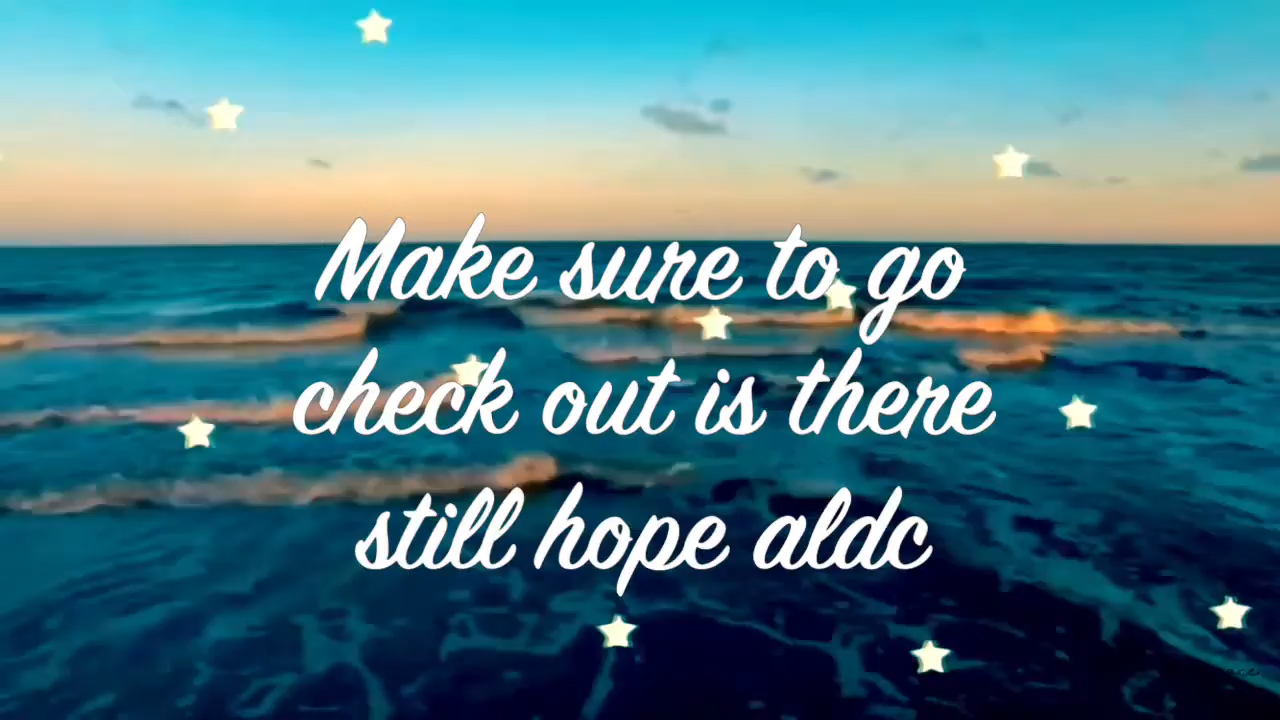 Make sure to go
check out is there
still hope aldc